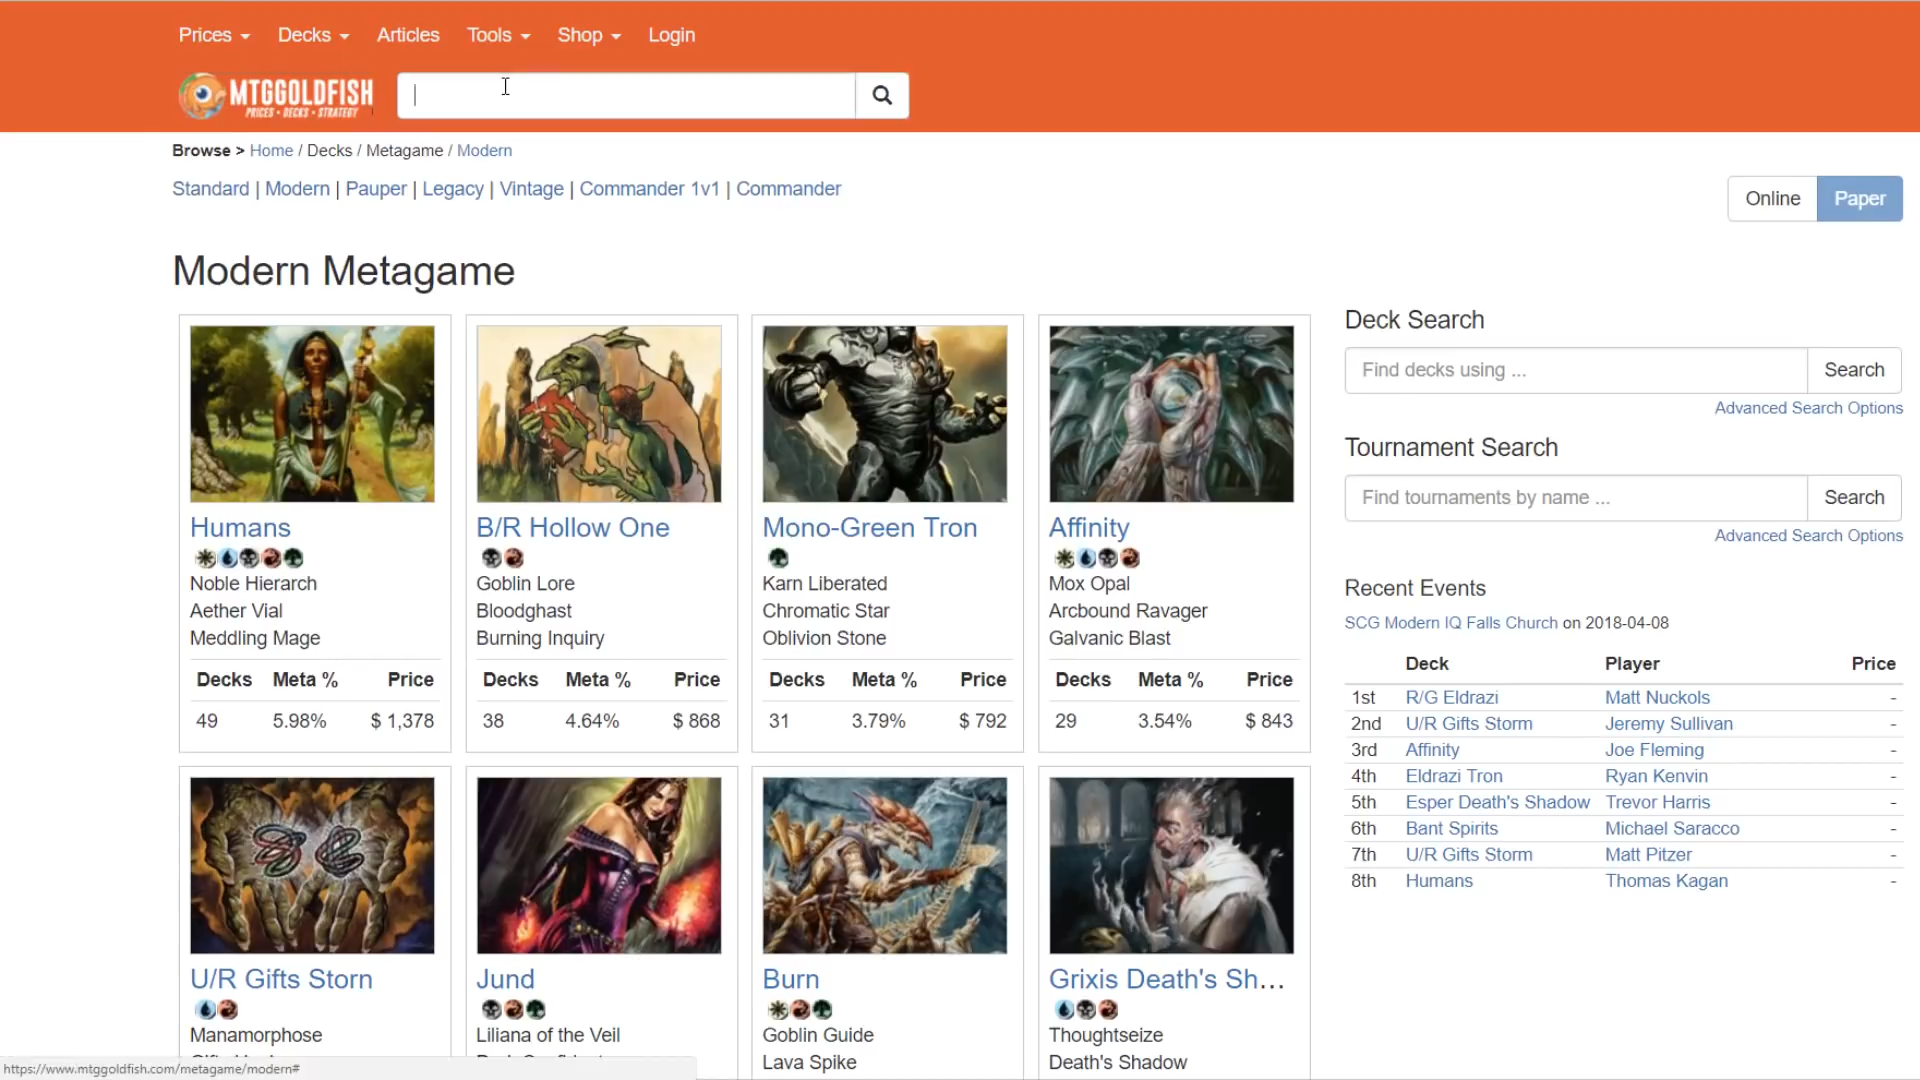 Prices Decks Articles Tools Shop Login
MTGGOLDFISH
PRICES • DECKS • STRATEGY
Browse > Home / Decks / Metagame / Modern
Standard | Modern | Pauper | Legacy | Vintage | Commander 1v1 | Commander
Online Paper
Modern Metagame
Humans
Noble Hierarch
Aether Vial
Meddling Mage
Decks Meta % Price
49 5.98% $ 1,378
B/R Hollow One
Goblin Lore
Bloodghast
Burning Inquiry
Decks Meta % Price
38 4.64% $ 868
Mono-Green Tron
Karn Liberated
Chromatic Star
Oblivion Stone
Decks Meta % Price
31 3.79% $ 792
Affinity
Mox Opal
Arcbound Ravager
Galvanic Blast
Decks Meta % Price
29 3.54% $ 843
U/R Gifts Storn
Manamorphose
Jund
Liliana of the Veil
Burn
Goblin Guide
Lava Spike
Grixis Death's Sh...
Thoughtseize
Death's Shadow
Deck Search
Find decks using ... Search
Advanced Search Options
Tournament Search
Find tournaments by name ... Search
Advanced Search Options
Recent Events
SCG Modern IQ Falls Church on 2018-04-08
Deck Player Price
1st R/G Eldrazi Matt Nuckols -
2nd U/R Gifts Storm Jeremy Sullivan -
3rd Affinity Joe Fleming -
4th Eldrazi Tron Ryan Kenvin -
5th Esper Death's Shadow Trevor Harris -
6th Bant Spirits Michael Saracco -
7th U/R Gifts Storm Matt Pitzer -
8th Humans Thomas Kagan -
https://www.mtggoldfish.com/metagame/modern#